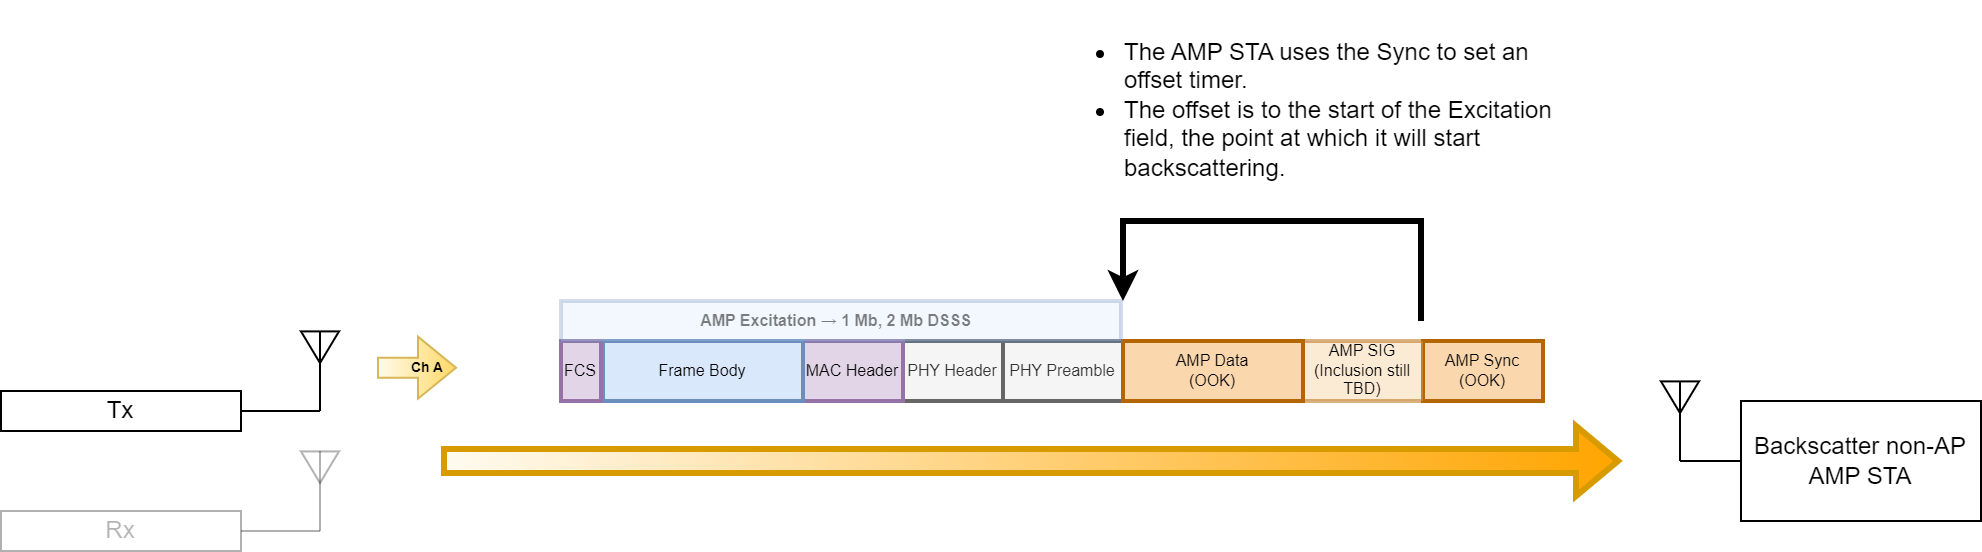 • The AMP STA uses the Sync to set an
offset timer.
• The offset is to the start of the Excitation
field, the point at which it will start
backscattering.
AMP Excitation → 1 Mb, 2 Mb DSSS
Ch A
FCS
Frame Body
MAC Header
PHY Header
PHY Preamble
AMP Data
(OOK)
AMP SIG
(Inclusion still
TBD)
AMP Sync
(OOK)
Tx
Rx
Backscatter non-AP
AMP STA